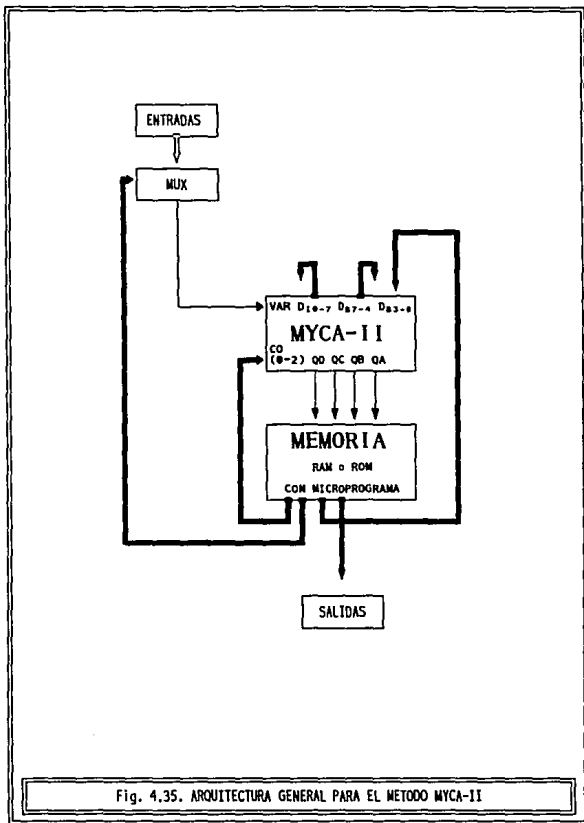 ENTRADAS
MUX
VAR D10-7 D87-4 D83-0
MYCA-II
CO
(0-2) QD QC QB QA
MEMORIA
RAM o ROM
CON MICROPROGRAMA
SALIDAS
Fig. 4.35. ARQUITECTURA GENERAL PARA EL METODO MYCA-II